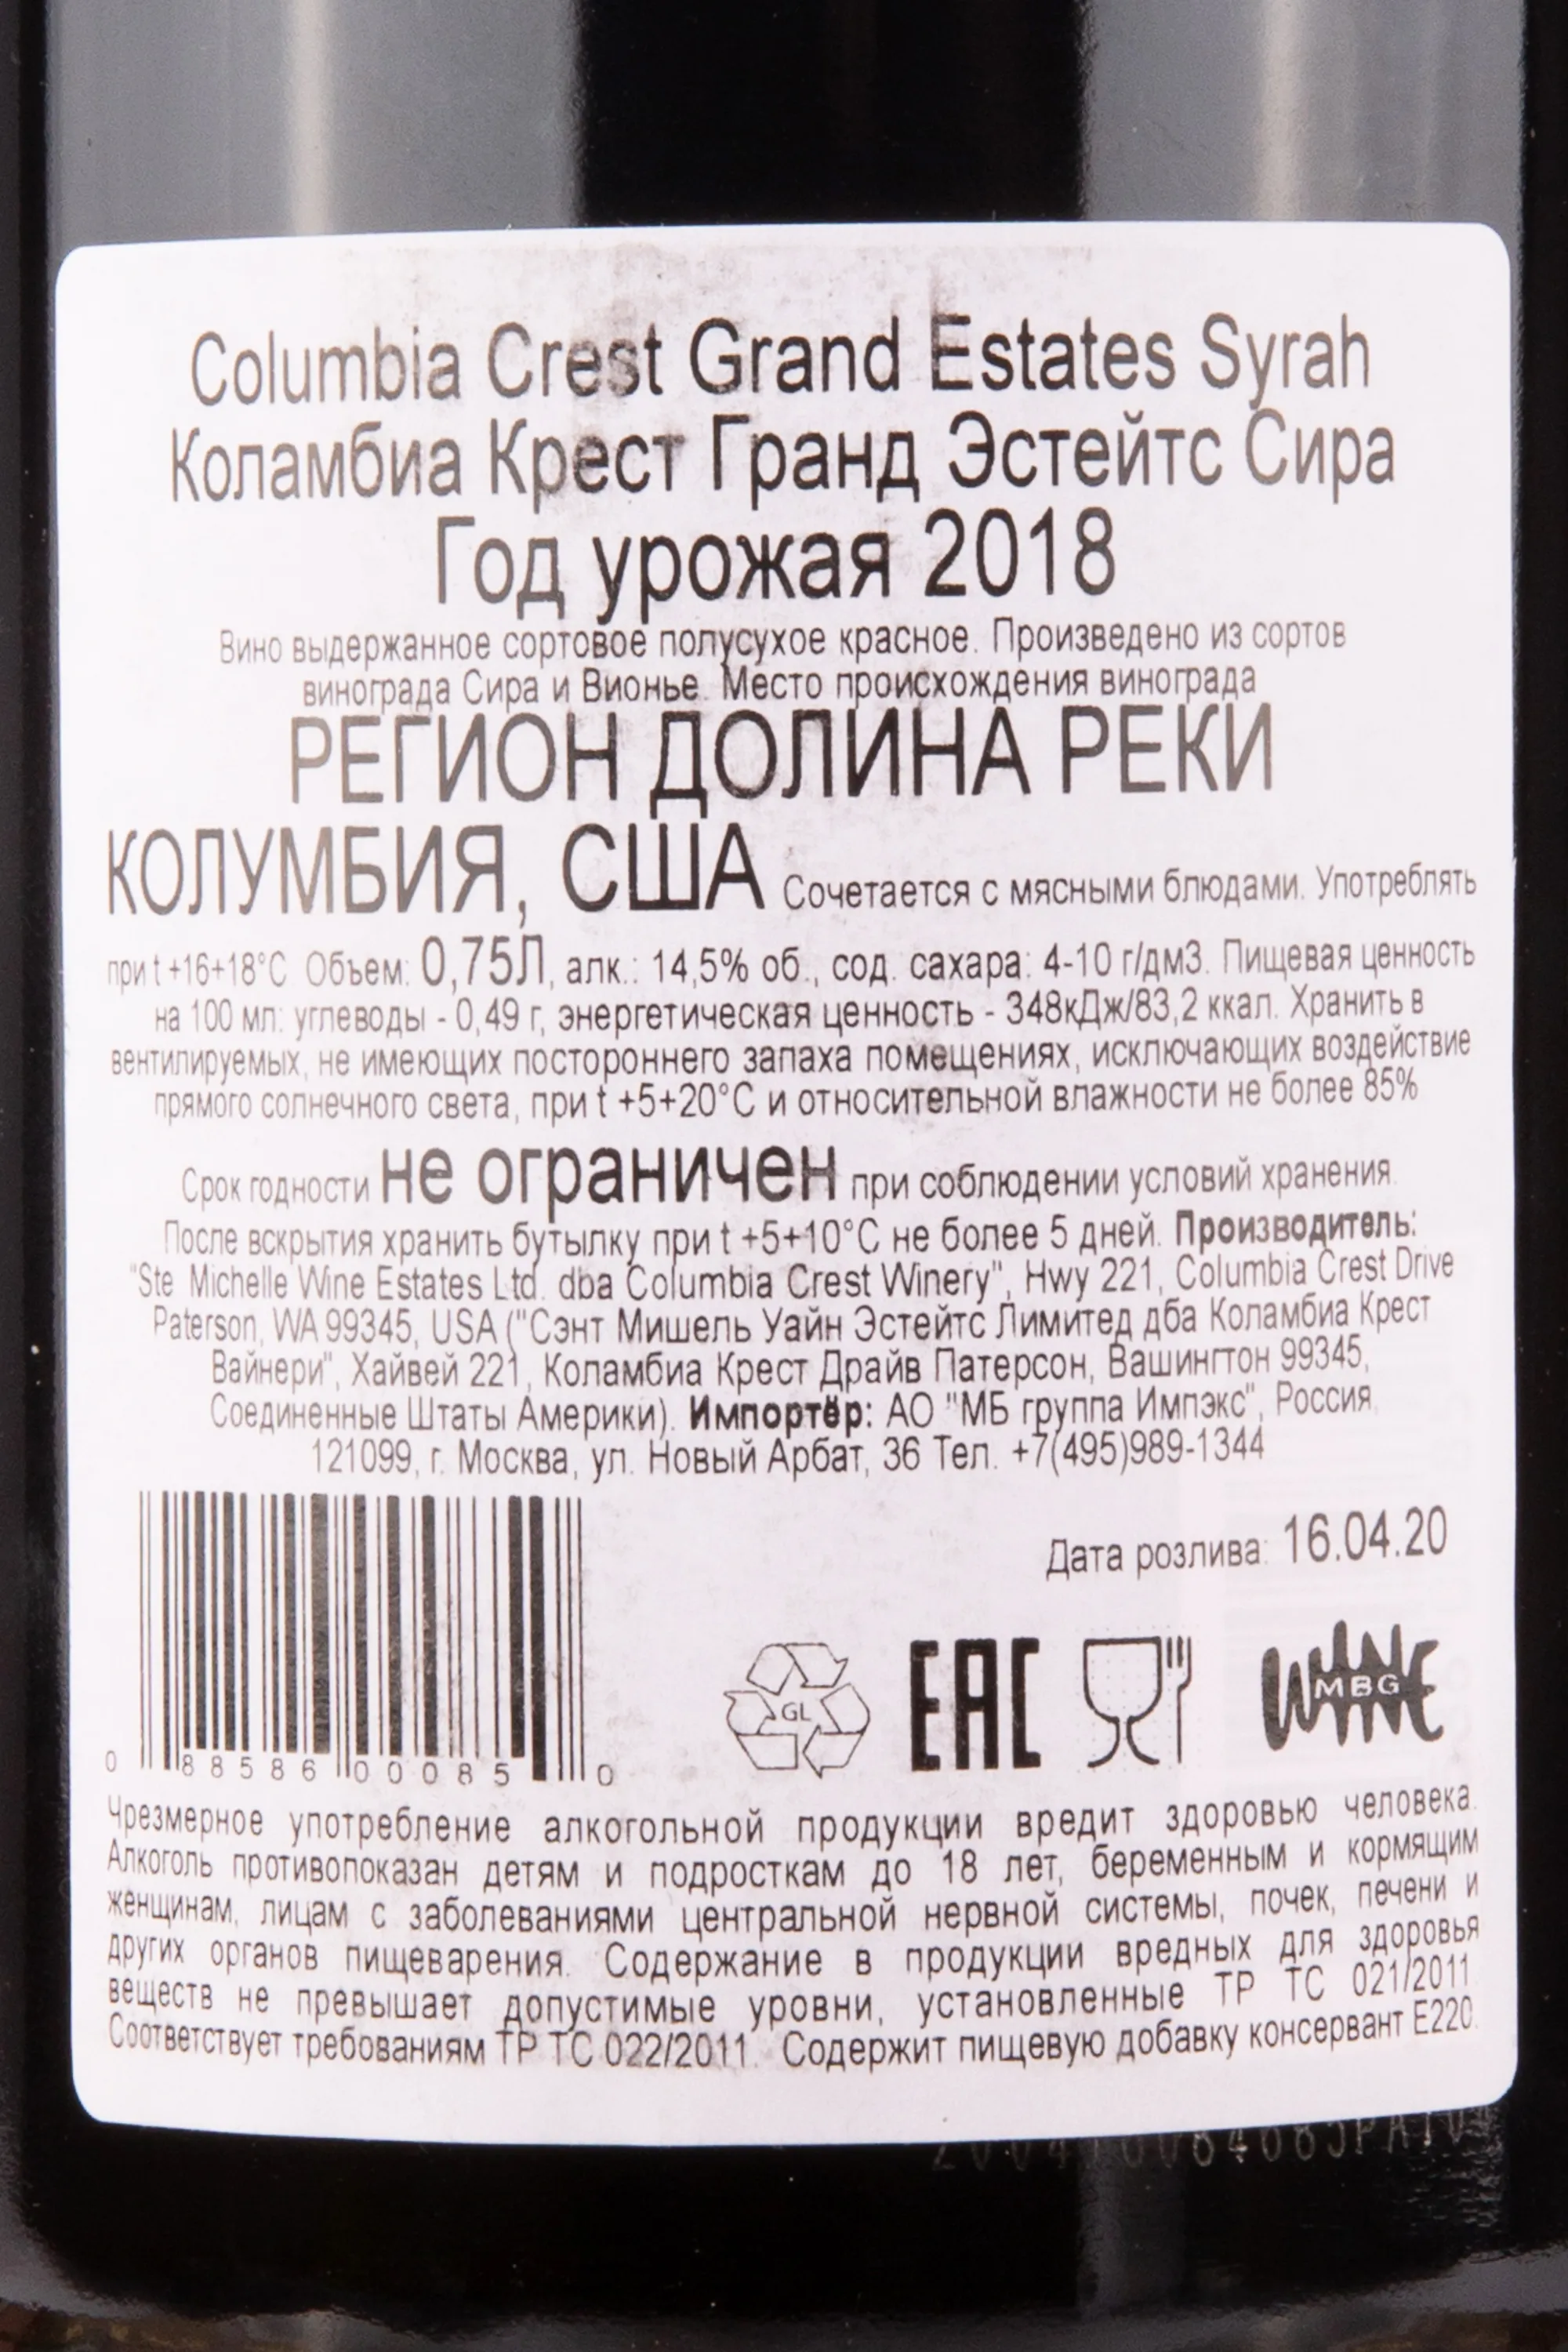 Columbia Crest Grand Estates Syrah
Коламбиа Крест Гранд Эстейтс Сира
Год урожая 2018
Вино выдержанное сортовое полусухое красное. Произведено из сортов
винограда Сира и Вионье. Место происхождения винограда
РЕГИОН ДОЛИНА РЕКИ
КОЛУМБИЯ, США Сочетается с мясными блюдами. Употреблять
при t +16+18°C Объем: 0,75Л, алк.: 14,5% об., сод. сахара: 4-10 г/дм3. Пищевая ценность
на 100 мл: углеводы - 0,49 г, энергетическая ценность - 348кДж/83,2 ккал. Хранить в
вентилируемых, не имеющих постороннего запаха помещениях, исключающих воздействие
прямого солнечного света, при t +5+20°C и относительной влажности не более 85%
Срок годности не ограничен при соблюдении условий хранения.
После вскрытия хранить бутылку при t +5+10°C не более 5 дней. Производитель:
"Ste. Michelle Wine Estates Ltd. dba Columbia Crest Winery", Hwy 221, Columbia Crest Drive
Paterson, WA 99345, USA ("Сэнт Мишель Уайн Эстейтс Лимитед дба Коламбиа Крест
Вайнери", Хайвей 221, Коламбиа Крест Драйв Патерсон, Вашингтон 99345,
Соединенные Штаты Америки). Импортёр: АО "МБ группа Импэкс", Россия,
121099, г. Москва, ул. Новый Арбат, 36 Тел. +7(495)989-1344
Дата розлива: 16.04.20
GL EAC WINE MBG
0 88586 00085 0
Чрезмерное употребление алкогольной продукции вредит здоровью человека.
Алкоголь противопоказан детям и подросткам до 18 лет, беременным и кормящим
женщинам, лицам с заболеваниями центральной нервной системы, почек, печени и
других органов пищеварения. Содержание в продукции вредных для здоровья
веществ не превышает допустимые уровни, установленные ТР ТС 021/2011
Соответствует требованиям ТР ТС 022/2011. Содержит пищевую добавку консервант Е220.